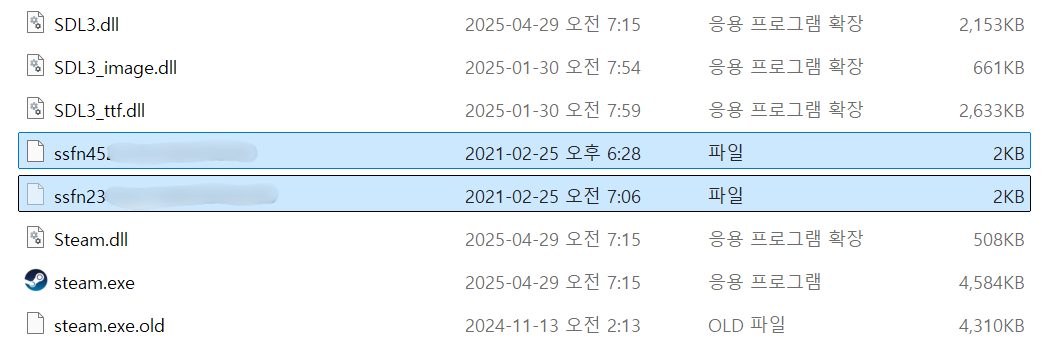 SDL3.dll 2025-04-29 오전 7:15 응용 프로그램 확장 2,153KB
SDL3_image.dll 2025-01-30 오전 7:54 응용 프로그램 확장 661KB
SDL3_ttf.dll 2025-01-30 오전 7:59 응용 프로그램 확장 2,633KB
ssfn45 2021-02-25 오후 6:28 파일 2KB
ssfn23 2021-02-25 오전 7:06 파일 2KB
Steam.dll 2025-04-29 오전 7:15 응용 프로그램 확장 508KB
steam.exe 2025-04-29 오전 7:15 응용 프로그램 4,584KB
steam.exe.old 2024-11-13 오전 2:13 OLD 파일 4,310KB